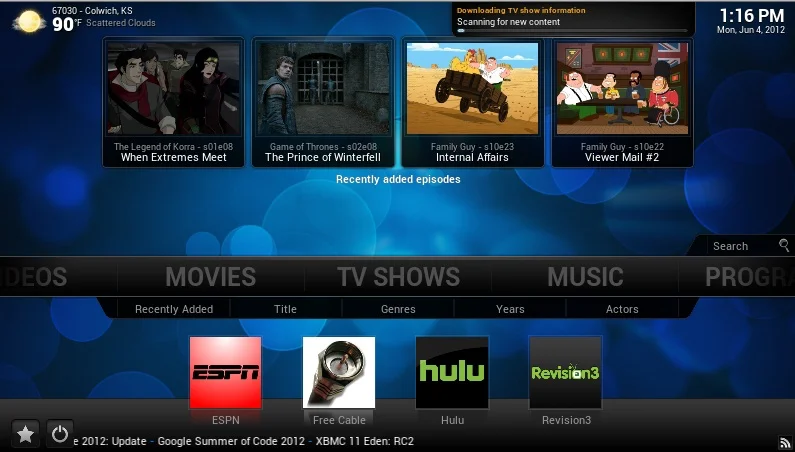 67030 - Colwich, KS
90°F Scattered Clouds
Downloading TV show information
Scanning for new content
1:16 PM
Mon, Jun 4, 2012
The Legend of Korra - s01e08
When Extremes Meet
Game of Thrones - s02e08
The Prince of Winterfell
Family Guy - s10e23
Internal Affairs
Family Guy - s10e22
Viewer Mail #2
Recently added episodes
Search
DEOS MOVIES TV SHOWS MUSIC PROGRA
Recently Added Title Genres Years Actors
ESPN
hulu
Revision3
ESPN Free Cable Hulu Revision3
e 2012: Update - Google Summer of Code 2012 - XBMC 11 Eden: RC2